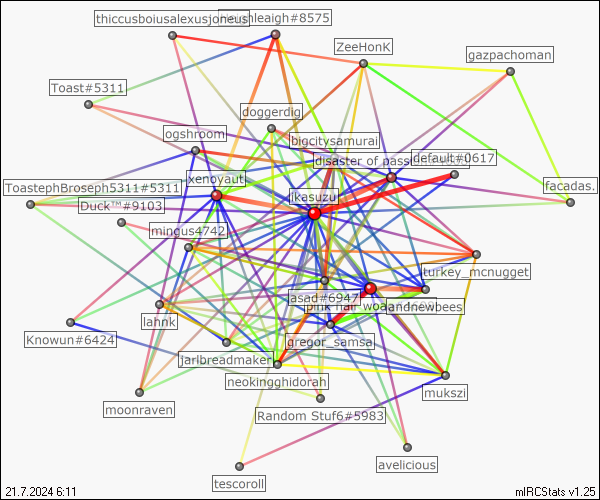 thiccusboiusalexusjoneus
niushleaigh#8575
ZeeHonK
gazpachoman
Toast#5311
doggerdig
ogshroom
bigcitysamurai
default#0617
disaster of pass
xenoyaut
ToastephBroseph5311#5311
facadas.
ikasuzu
Duck™#9103
mingus4742
turkey_mcnugget
asad#6947
pink hair woa
landnewbees
lahnk
Knowun#6424
gregor_samsa
jarlbreadmaker
neokingghidorah
mukszi
moonraven
Random Stuf6#5983
avelicious
tescoroll
21.7.2024 6:11
mIRCStats v1.25